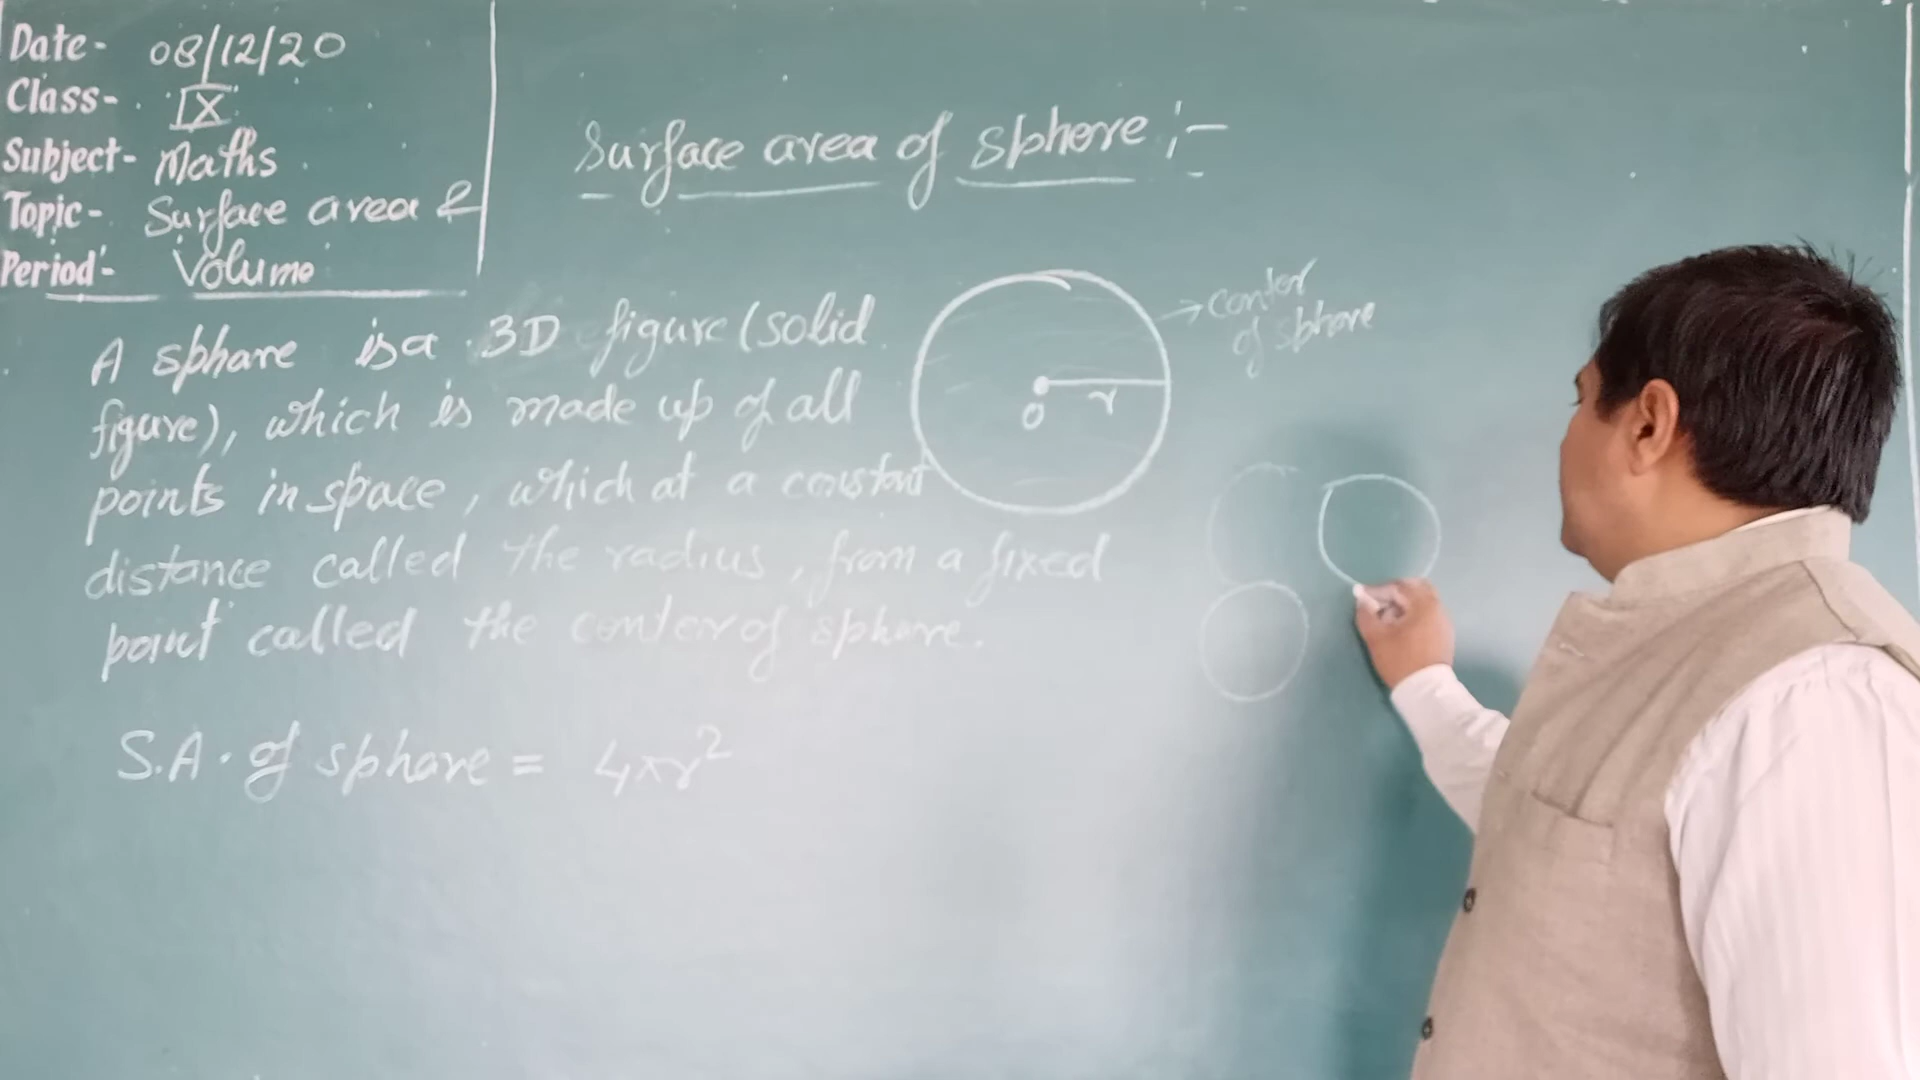 Date- 08/12/20
Class- IX
Subject- Maths
Topic- Surface area &
Period- Volume
Surface area of sphere :-
A sphare is a 3D figure (solid
figure), which is made up of all
points in space, which at a constant
distance called the radius, from a fixed
point called the center of sphere.
S.A. of sphere = 4πr²
→ center
of sphere
O
r